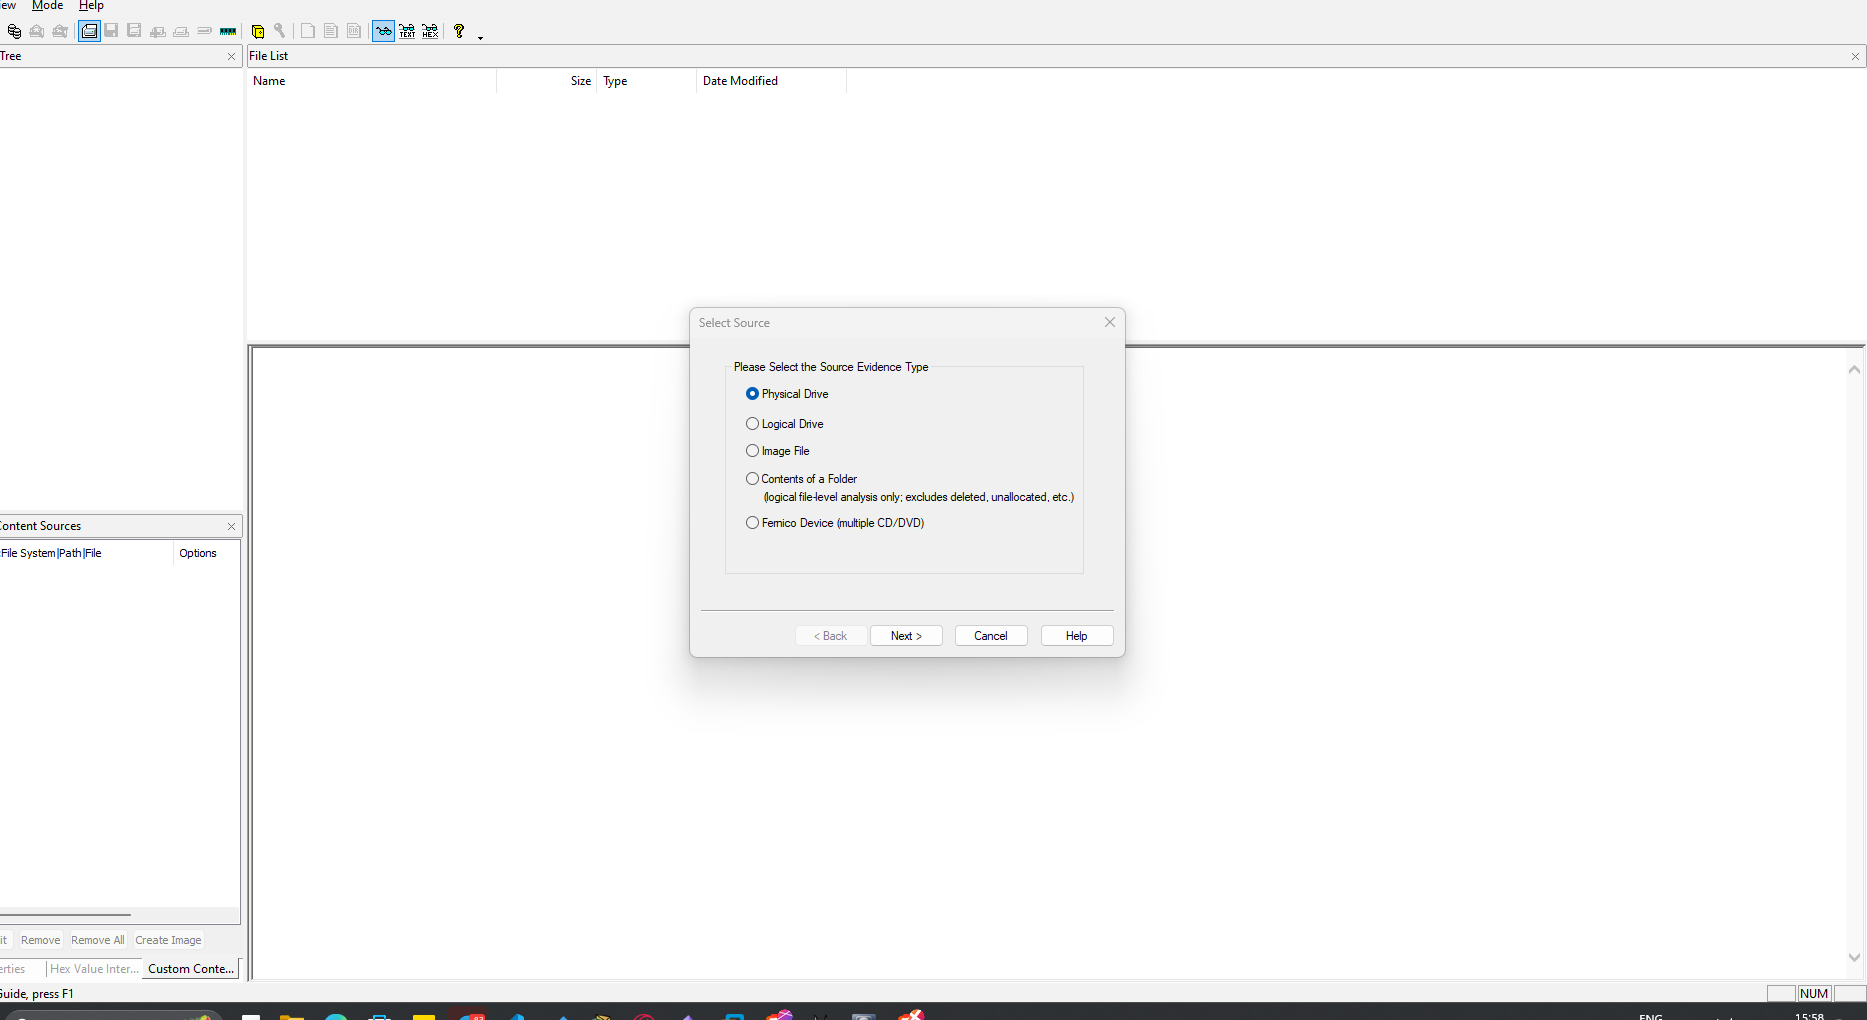 ew Mode Help
TEXT HEX ?
Tree
File List
Name Size Type Date Modified
Select Source
Please Select the Source Evidence Type
Physical Drive
Logical Drive
Image File
Contents of a Folder
(logical file-level analysis only; excludes deleted, unallocated, etc.)
Fernico Device (multiple CD/DVD)
< Back Next > Cancel Help
Content Sources
:File System|Path|File Options
it Remove Remove All Create Image
erties Hex Value Inter... Custom Conte...
Guide, press F1
NUM
ENG 15:58